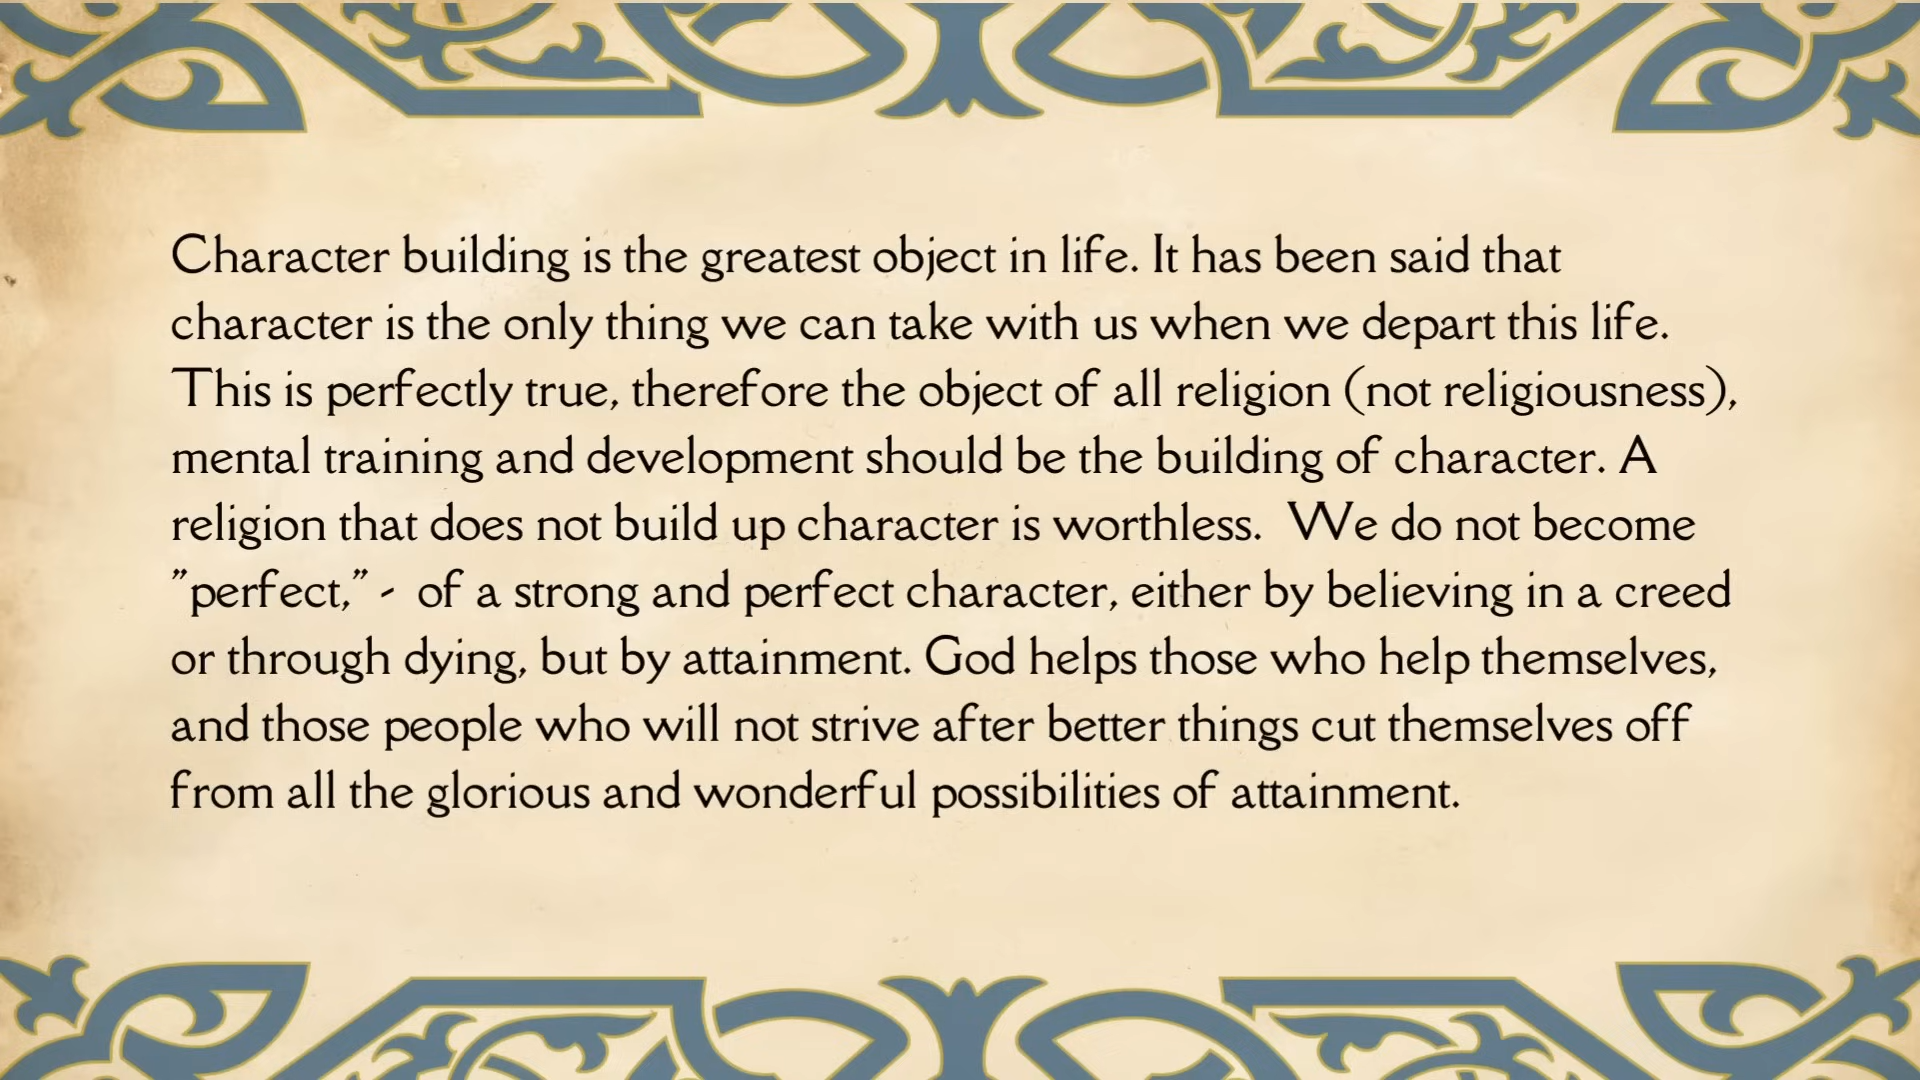 Character building is the greatest object in life. It has been said that
character is the only thing we can take with us when we depart this life.
This is perfectly true, therefore the object of all religion (not religiousness),
mental training and development should be the building of character. A
religion that does not build up character is worthless.  We do not become
"perfect," -  of a strong and perfect character, either by believing in a creed
or through dying, but by attainment. God helps those who help themselves,
and those people who will not strive after better things cut themselves off
from all the glorious and wonderful possibilities of attainment.